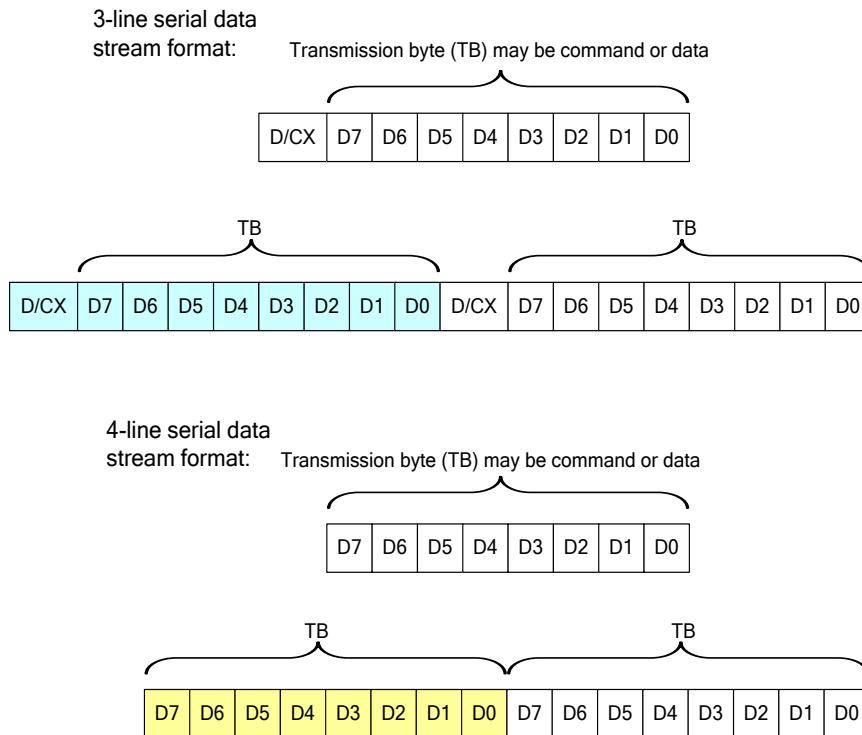 3-line serial data
stream format:
Transmission byte (TB) may be command or data
D/CX D7 D6 D5 D4 D3 D2 D1 D0
TB TB
D/CX D7 D6 D5 D4 D3 D2 D1 D0 D/CX D7 D6 D5 D4 D3 D2 D1 D0
4-line serial data
stream format:
Transmission byte (TB) may be command or data
D7 D6 D5 D4 D3 D2 D1 D0
TB TB
D7 D6 D5 D4 D3 D2 D1 D0 D7 D6 D5 D4 D3 D2 D1 D0